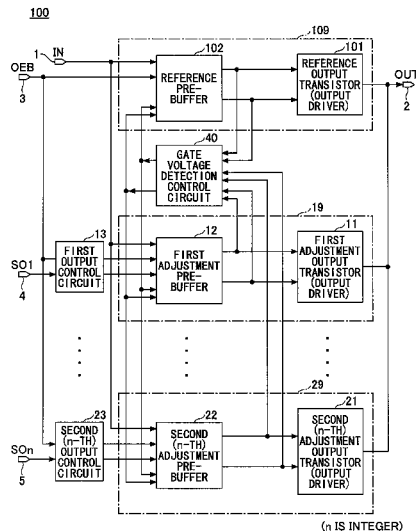 100
109
IN
1
102
101
OEB
3
REFERENCE
PRE-
BUFFER
REFERENCE
OUTPUT
TRANSISTOR
(OUTPUT
DRIVER)
OUT
2
40
GATE
VOLTAGE
DETECTION
CONTROL
CIRCUIT
19
13
12
11
SO1
4
FIRST
OUTPUT
CONTROL
CIRCUIT
FIRST
ADJUSTMENT
PRE-
BUFFER
FIRST
ADJUSTMENT
OUTPUT
TRANSISTOR
(OUTPUT
DRIVER)
29
23
22
21
SOn
5
SECOND
(n-TH)
OUTPUT
CONTROL
CIRCUIT
SECOND
(n-TH)
ADJUSTMENT
PRE-
BUFFER
SECOND
(n-TH)
ADJUSTMENT
OUTPUT
TRANSISTOR
(OUTPUT
DRIVER)
(n IS INTEGER)